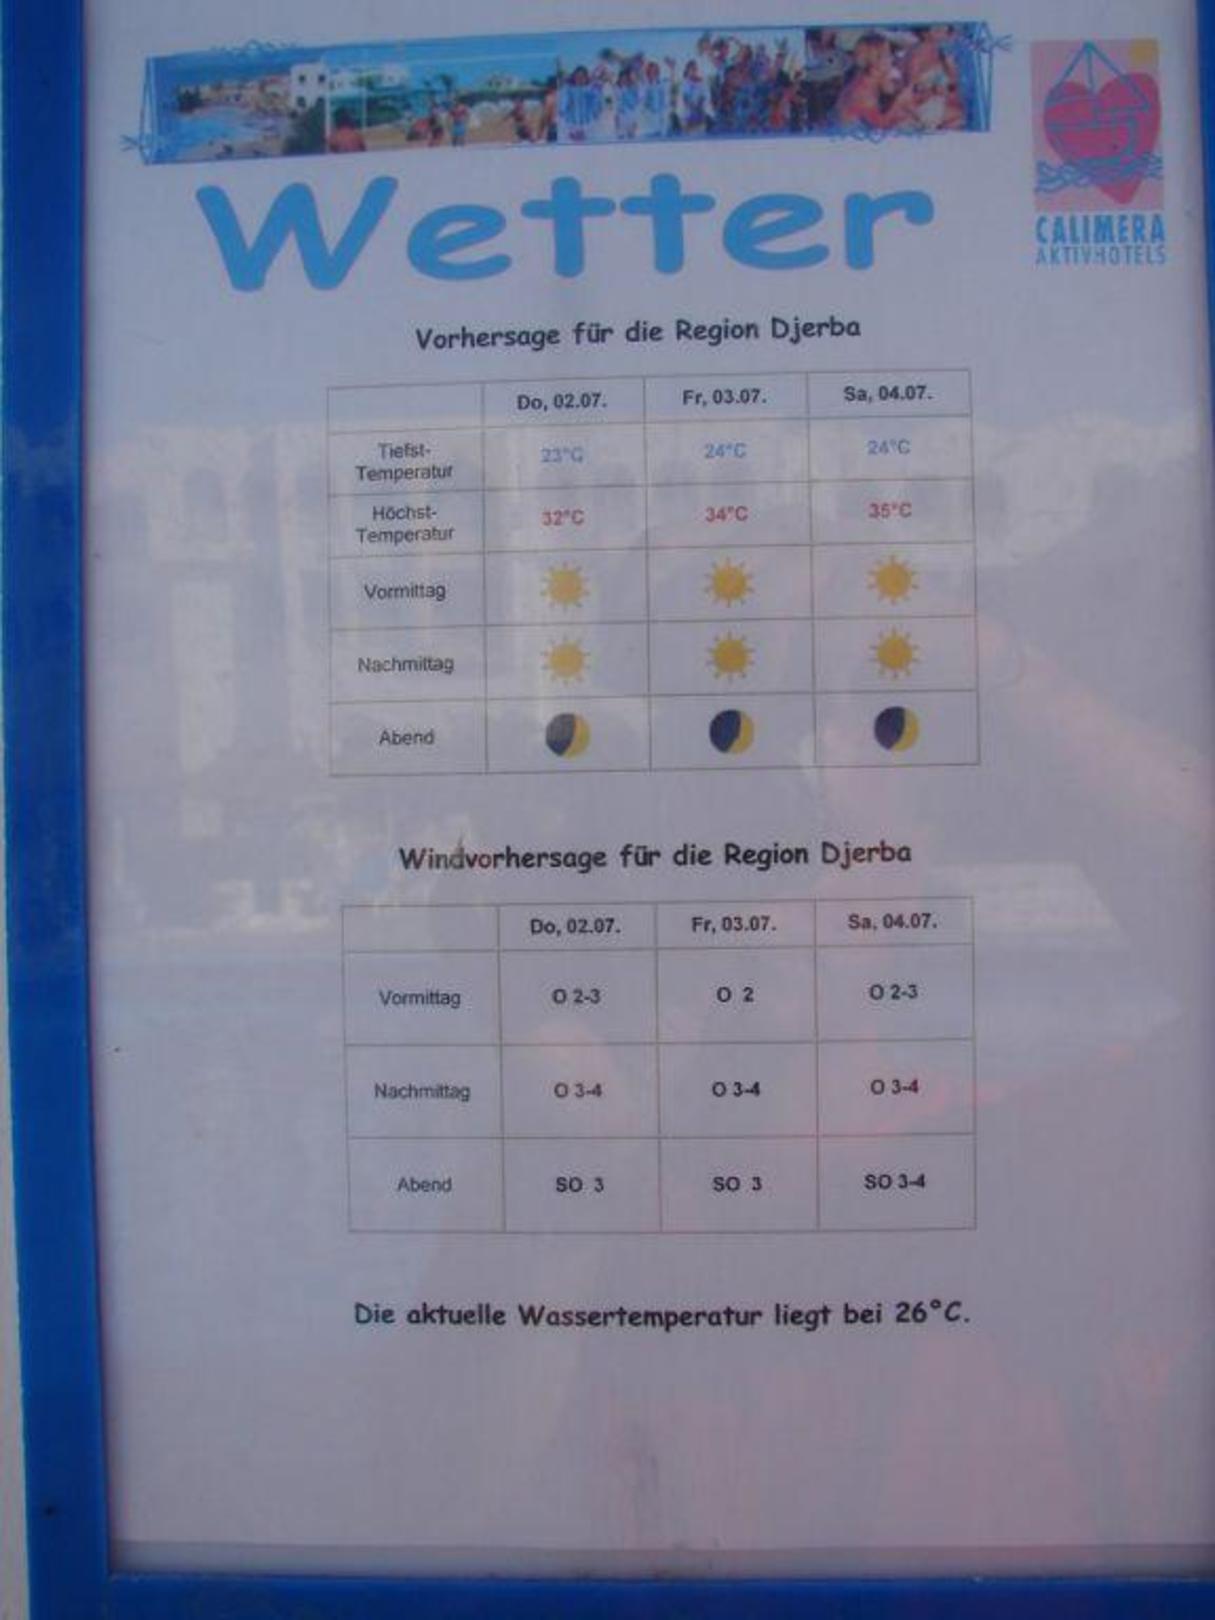 Wetter
CALIMERA
AKTIVHOTELS
Vorhersage für die Region Djerba
Do, 02.07. Fr, 03.07. Sa, 04.07.
Tiefst-
Temperatur 23°C 24°C 24°C
Höchst-
Temperatur 32°C 34°C 35°C
Vormittag
Nachmittag
Abend
Windvorhersage für die Region Djerba
Do, 02.07. Fr, 03.07. Sa, 04.07.
Vormittag O 2-3 O 2 O 2-3
Nachmittag O 3-4 O 3-4 O 3-4
Abend SO 3 SO 3 SO 3-4
Die aktuelle Wassertemperatur liegt bei 26°C.